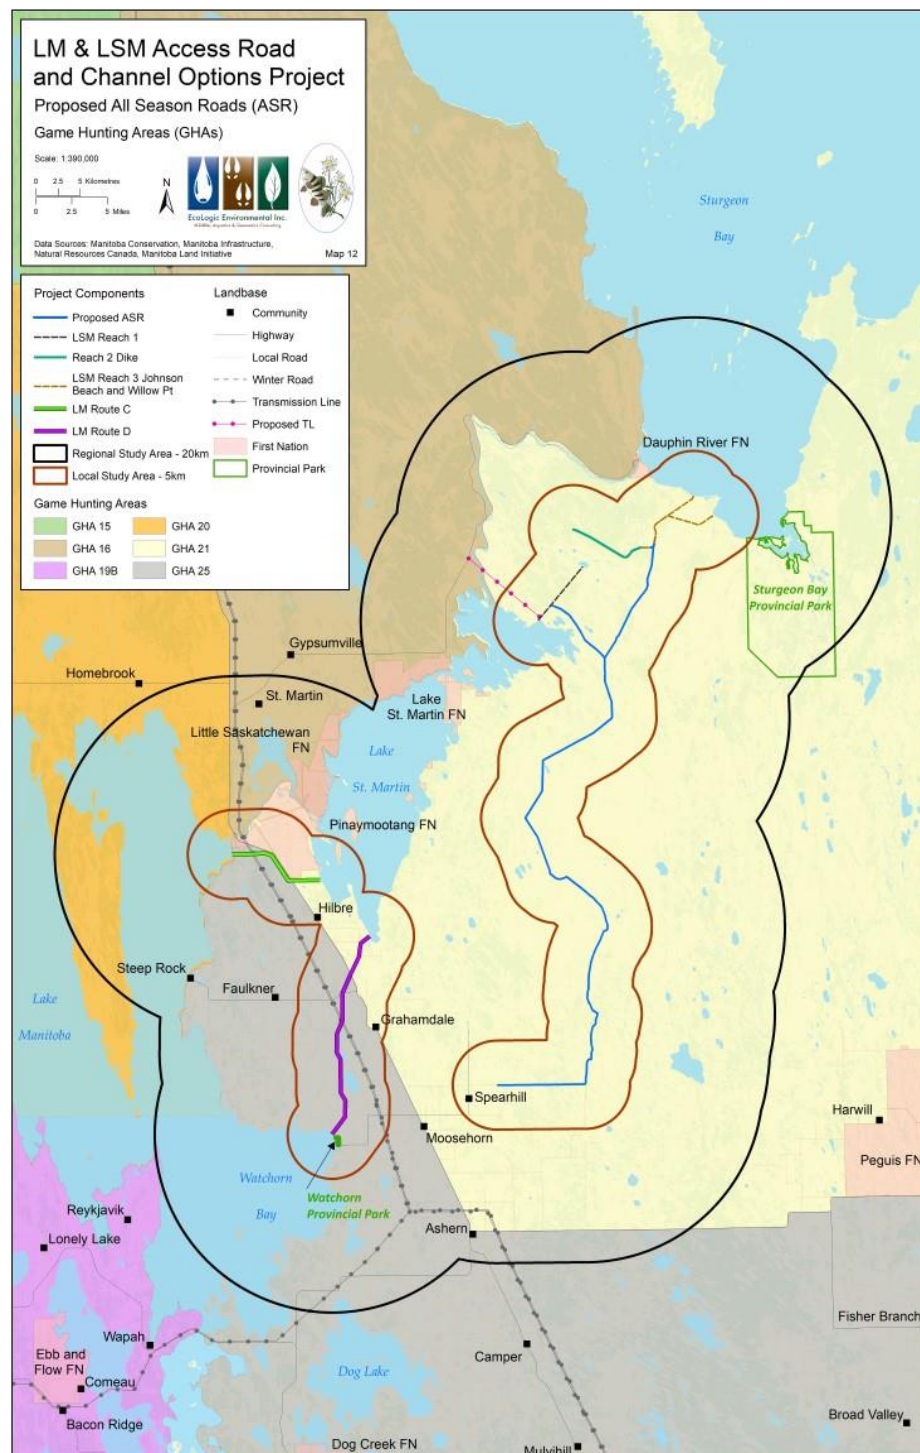 LM & LSM Access Road
and Channel Options Project
Proposed All Season Roads (ASR)
Game Hunting Areas (GHAs)
Scale: 1:390,000
0 2.5 5 Kilometres
0 2.5 5 Miles
N
EcoLogic Environmental Inc.
Data Sources: Manitoba Conservation, Manitoba Infrastructure,
Natural Resources Canada, Manitoba Land Initiative
Map 12
Project Components
Proposed ASR
LSM Reach 1
Reach 2 Dike
LSM Reach 3 Johnson
Beach and Willow Pt
LM Route C
LM Route D
Regional Study Area - 20km
Local Study Area - 5km
Landbase
Community
Highway
Local Road
Winter Road
Transmission Line
Proposed TL
First Nation
Provincial Park
Game Hunting Areas
GHA 15
GHA 16
GHA 19B
GHA 20
GHA 21
GHA 25
Sturgeon
Bay
Dauphin River FN
Sturgeon Bay
Provincial Park
Gypsumville
Homebrook
St. Martin
Lake
St. Martin FN
Little Saskatchewan
FN
Lake
St. Martin
Pinaymootang FN
Hilbre
Steep Rock
Faulkner
Lake
Manitoba
Grahamdale
Spearhill
Harwill
Moosehorn
Peguis FN
Watchorn
Bay
Watchorn
Provincial Park
Reykjavik
Lonely Lake
Ashern
Fisher Branch
Wapah
Ebb and
Flow FN
Camper
Comeau
Dog Lake
Bacon Ridge
Broad Valley
Dog Creek FN
Mulvihill